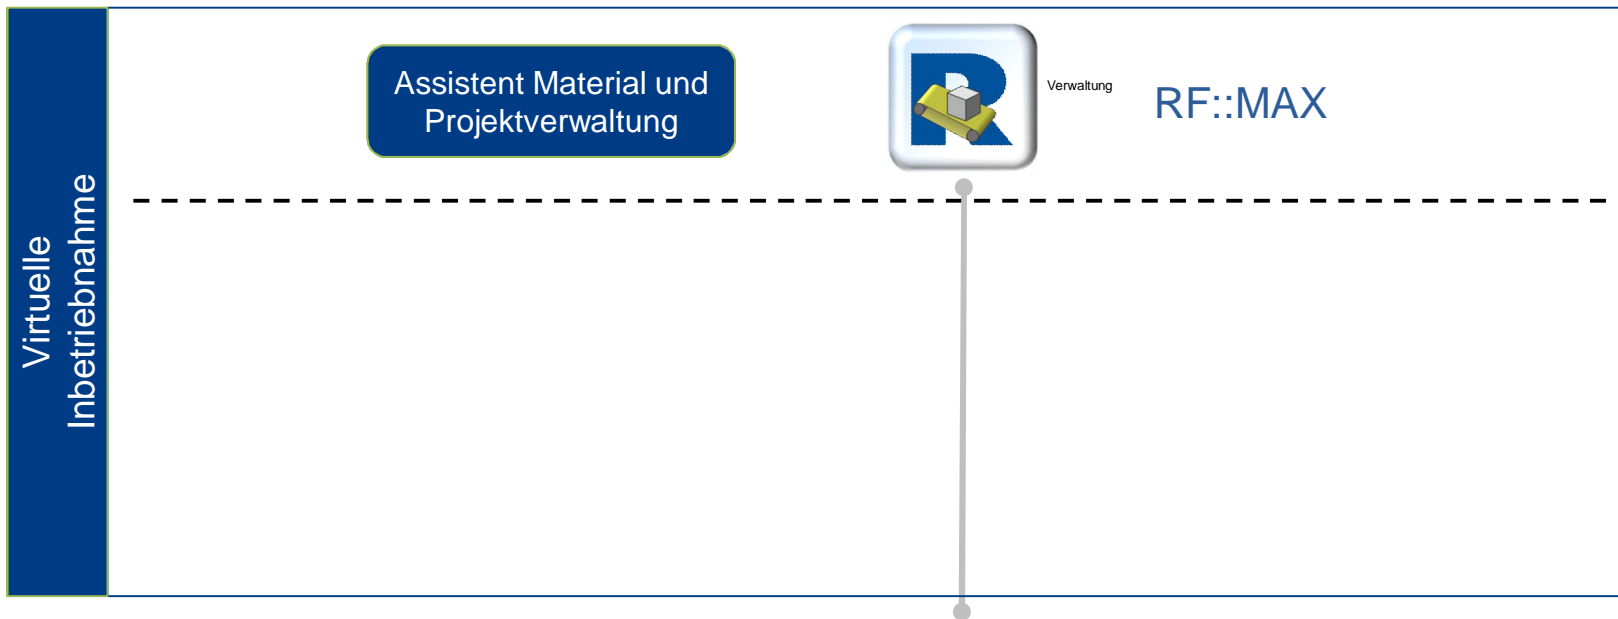 Virtuelle
Inbetriebnahme
Assistent Material und
Projektverwaltung
R
Verwaltung
RF::MAX